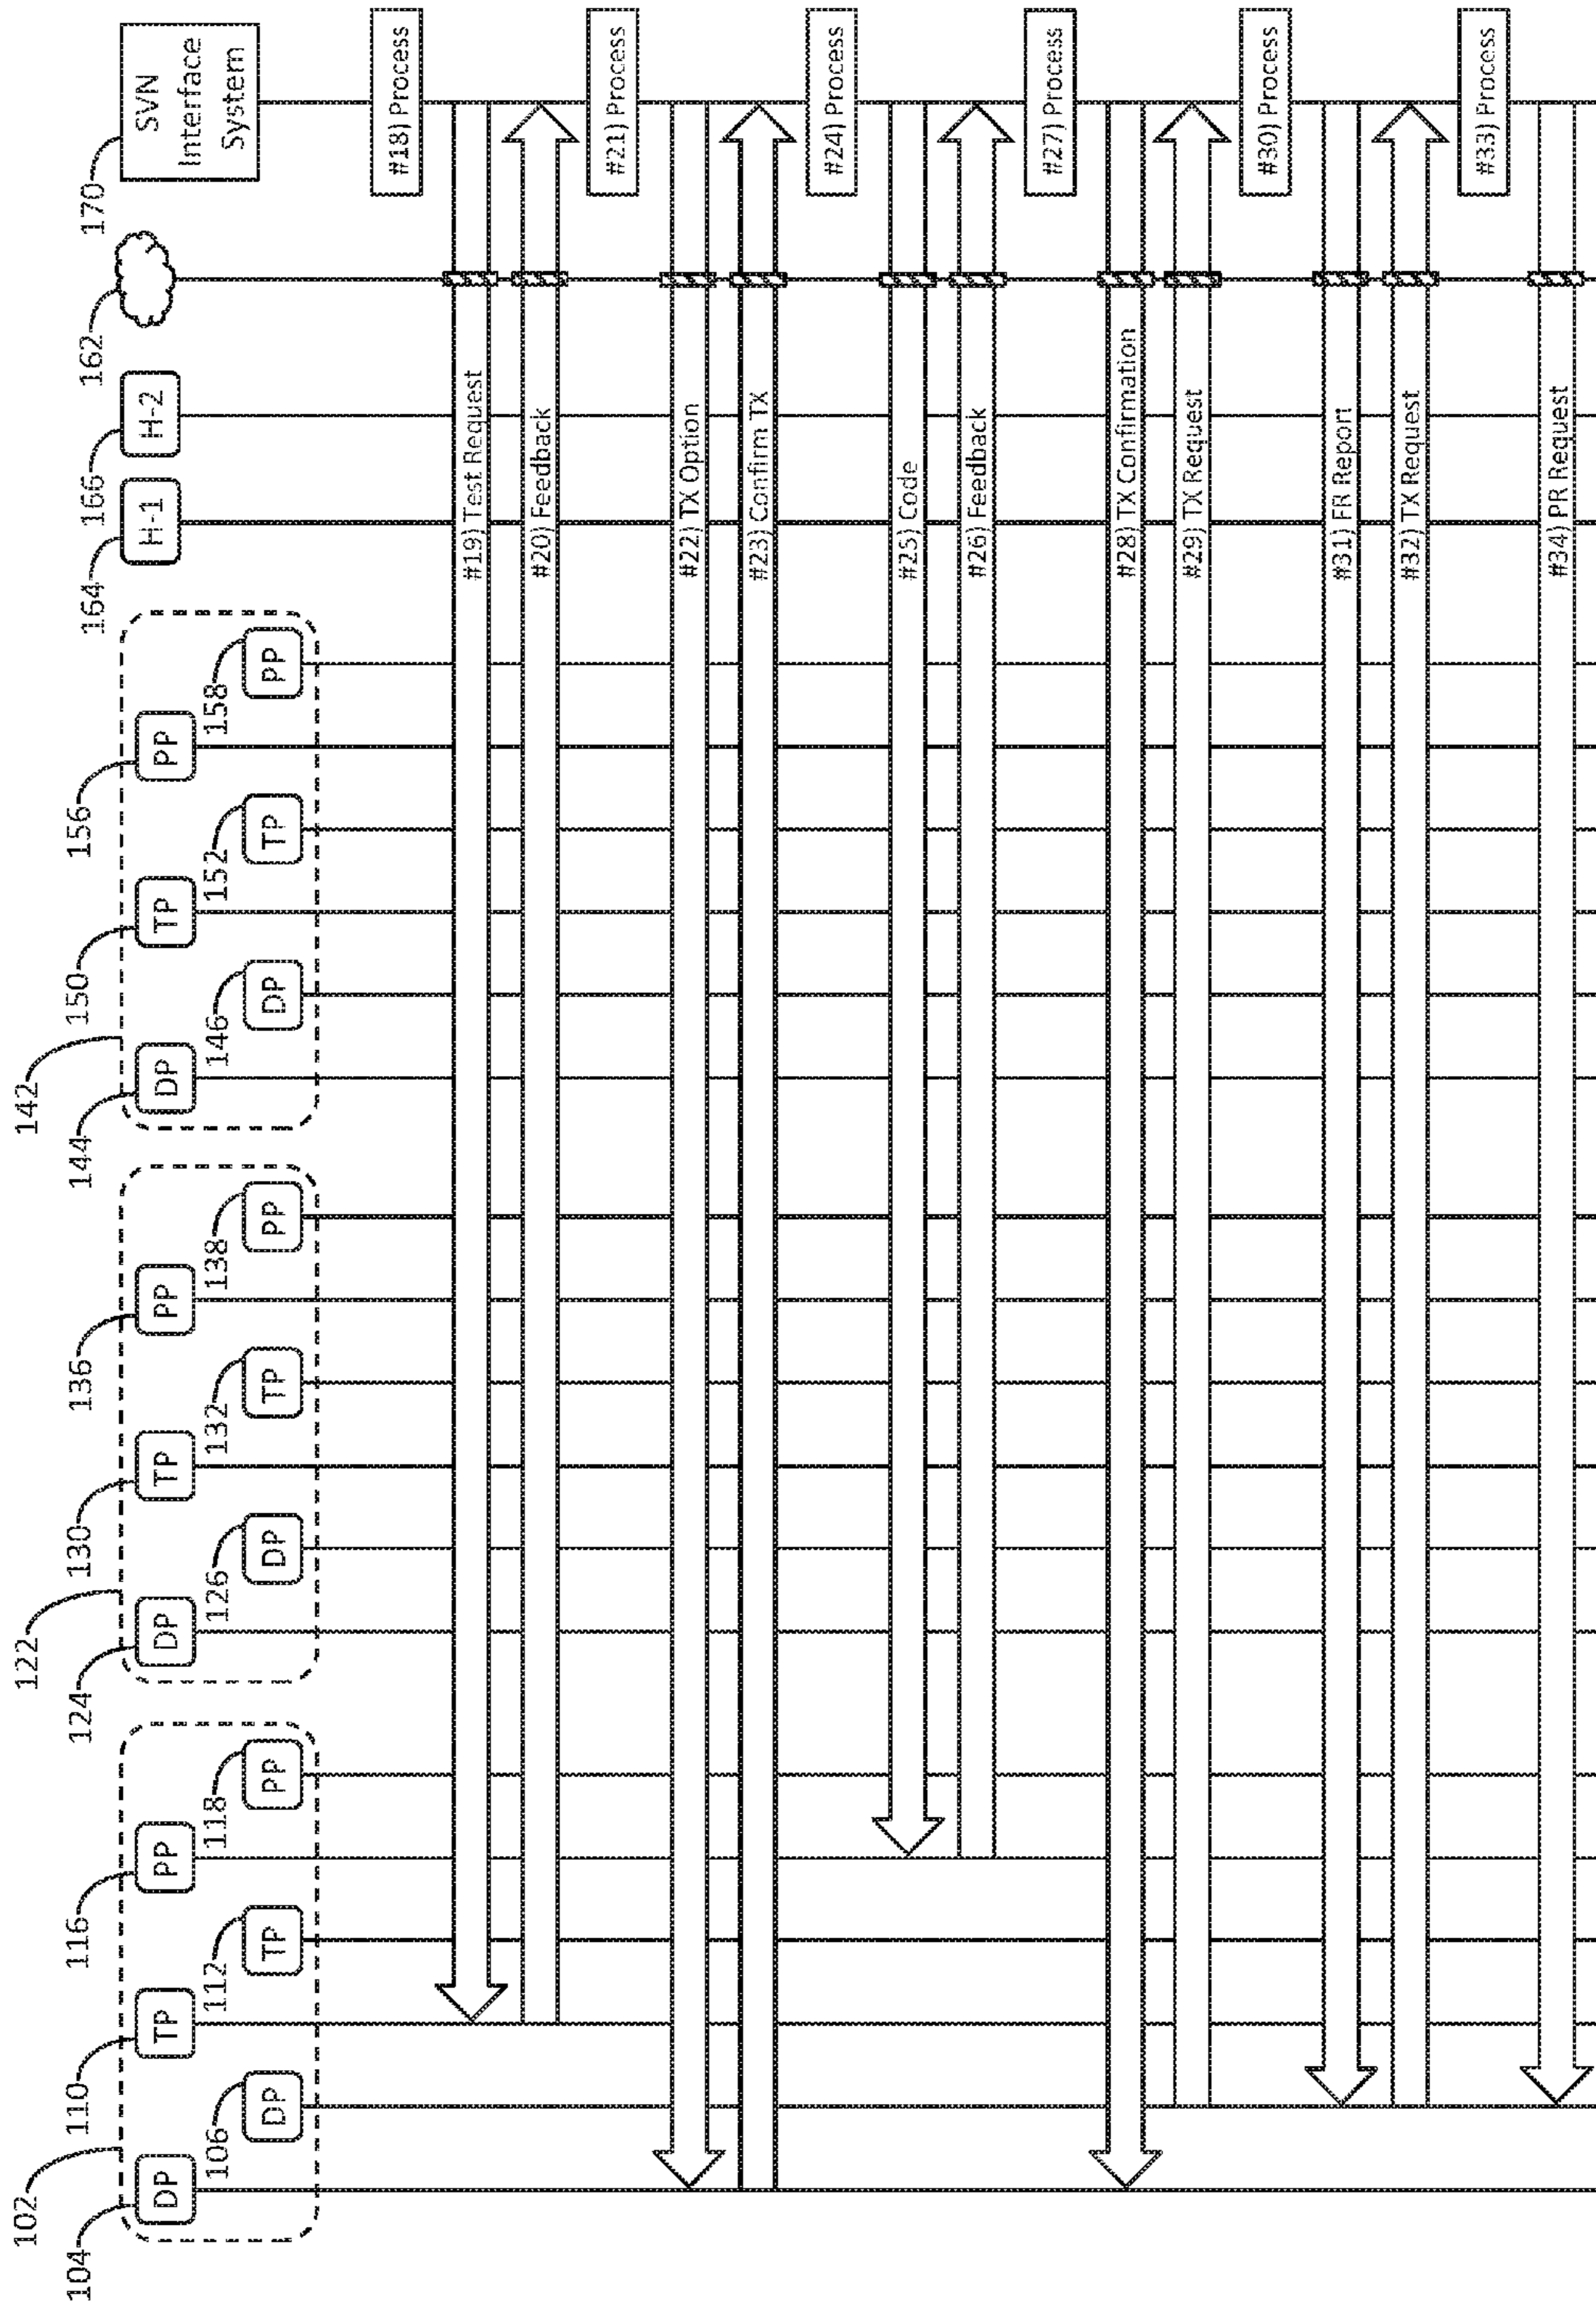 102
122
142
104
110
116
124
130
136
144
150
156
164
166
162
170
DP
TP
PP
DP
TP
PP
DP
TP
PP
H-1
H-2
SVN
Interface
System
106
112
118
126
132
138
146
152
158
DP
TP
PP
DP
TP
PP
DP
TP
PP
#18) Process
#19) Test Request
#20) Feedback
#21) Process
#22) TX Option
#23) Confirm TX
#24) Process
#25) Code
#26) Feedback
#27) Process
#28) TX Confirmation
#29) TX Request
#30) Process
#31) FR Report
#32) TX Request
#33) Process
#34) PR Request